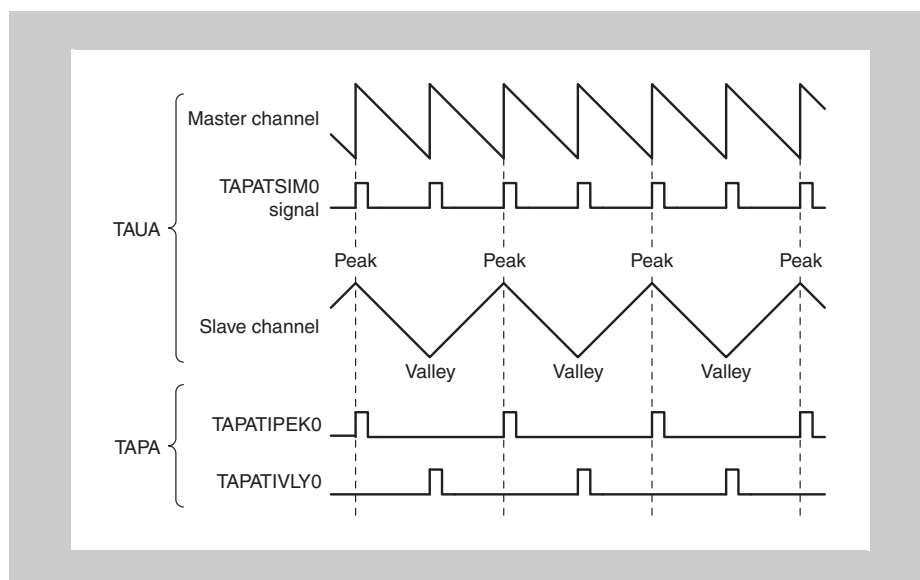 Master channel
TAPATSIM0
signal
TAUA
Peak Peak Peak Peak
Slave channel
Valley Valley Valley
TAPATIPEK0
TAPA
TAPATIVLY0